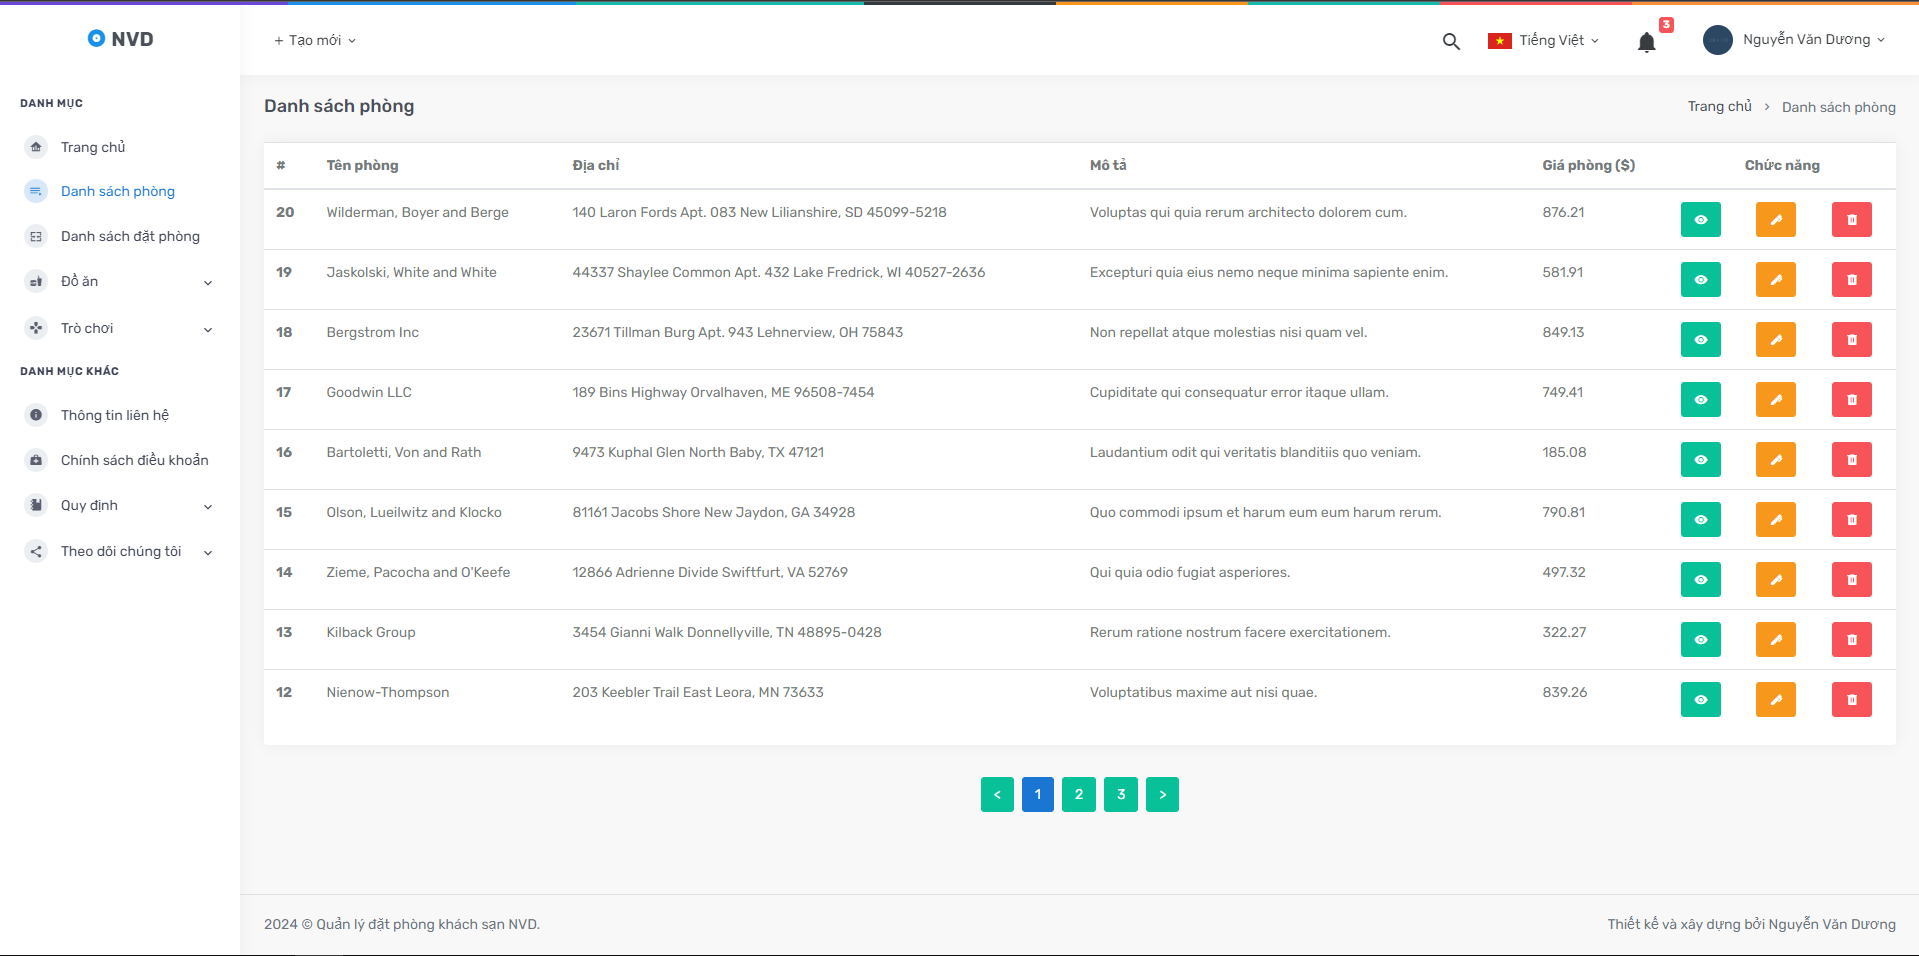 NVD
+ Tạo mới
Tiếng Việt
3
Nguyễn Văn Dương
DANH MỤC
Trang chủ
Danh sách phòng
Danh sách đặt phòng
Đồ ăn
Trò chơi
DANH MỤC KHÁC
Thông tin liên hệ
Chính sách điều khoản
Quy định
Theo dõi chúng tôi
Danh sách phòng
Trang chủ > Danh sách phòng
# Tên phòng Địa chỉ Mô tả Giá phòng ($) Chức năng
20 Wilderman, Boyer and Berge 140 Laron Fords Apt. 083 New Lilianshire, SD 45099-5218 Voluptas qui quia rerum architecto dolorem cum. 876.21
19 Jaskolski, White and White 44337 Shaylee Common Apt. 432 Lake Fredrick, WI 40527-2636 Excepturi quia eius nemo neque minima sapiente enim. 581.91
18 Bergstrom Inc 23671 Tillman Burg Apt. 943 Lehnerview, OH 75843 Non repellat atque molestias nisi quam vel. 849.13
17 Goodwin LLC 189 Bins Highway Orvalhaven, ME 96508-7454 Cupiditate qui consequatur error itaque ullam. 749.41
16 Bartoletti, Von and Rath 9473 Kuphal Glen North Baby, TX 47121 Laudantium odit qui veritatis blanditiis quo veniam. 185.08
15 Olson, Lueilwitz and Klocko 81161 Jacobs Shore New Jaydon, GA 34928 Quo commodi ipsum et harum eum eum harum rerum. 790.81
14 Zieme, Pacocha and O'Keefe 12866 Adrienne Divide Swiftfurt, VA 52769 Qui quia odio fugiat asperiores. 497.32
13 Kilback Group 3454 Gianni Walk Donnellyville, TN 48895-0428 Rerum ratione nostrum facere exercitationem. 322.27
12 Nienow-Thompson 203 Keebler Trail East Leora, MN 73633 Voluptatibus maxime aut nisi quae. 839.26
< 1 2 3 >
2024 © Quản lý đặt phòng khách sạn NVD.
Thiết kế và xây dựng bởi Nguyễn Văn Dương